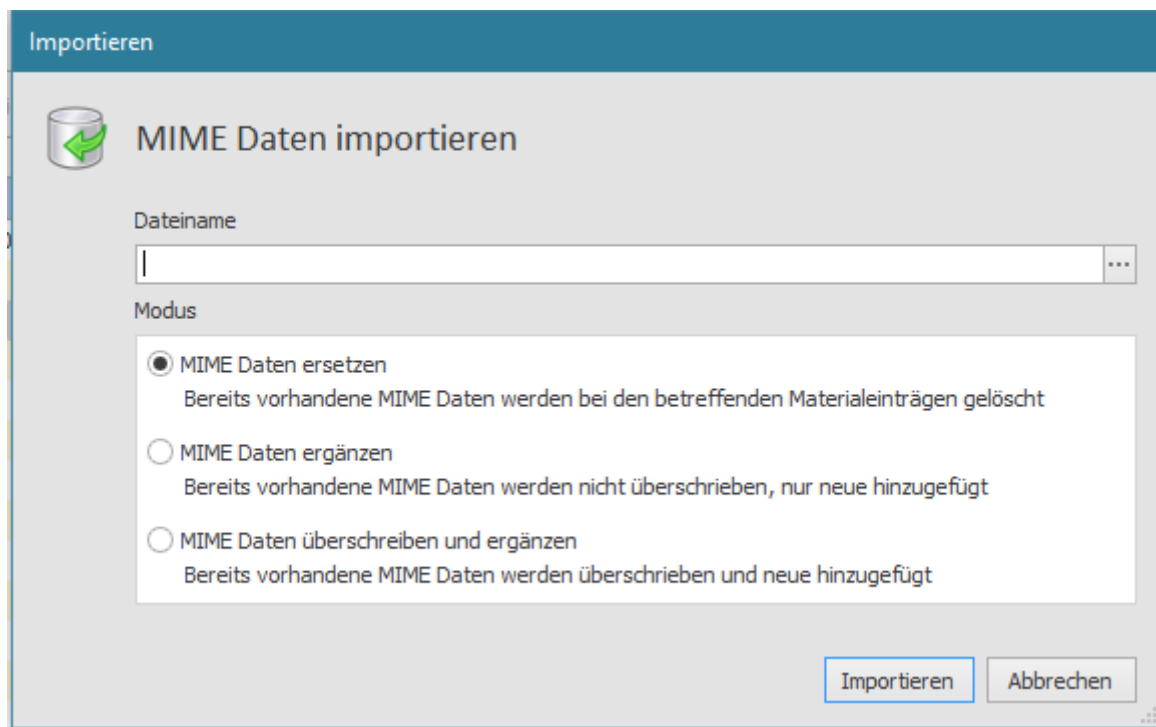 Importieren
MIME Daten importieren
Dateiname
...
Modus
MIME Daten ersetzen
Bereits vorhandene MIME Daten werden bei den betreffenden Materialeinträgen gelöscht
MIME Daten ergänzen
Bereits vorhandene MIME Daten werden nicht überschrieben, nur neue hinzugefügt
MIME Daten überschreiben und ergänzen
Bereits vorhandene MIME Daten werden überschrieben und neue hinzugefügt
Importieren Abbrechen